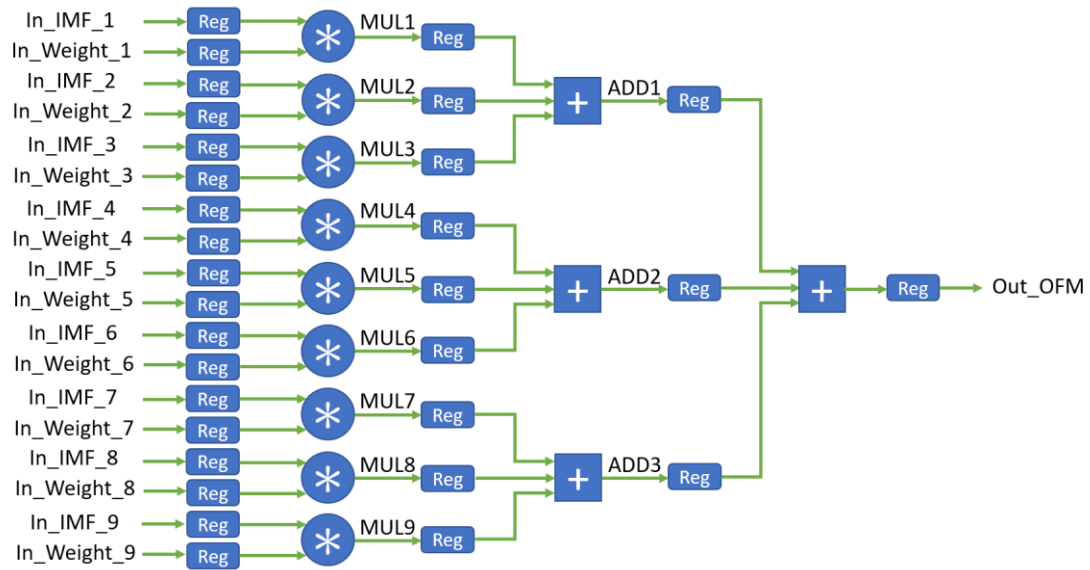 In_IMF_1 Reg MUL1 Reg
In_Weight_1 Reg
In_IMF_2 Reg MUL2 Reg ADD1 Reg
In_Weight_2 Reg
In_IMF_3 Reg MUL3 Reg
In_Weight_3 Reg
In_IMF_4 Reg MUL4 Reg
In_Weight_4 Reg
In_IMF_5 Reg MUL5 Reg ADD2 Reg Reg Out_OFM
In_Weight_5 Reg
In_IMF_6 Reg MUL6 Reg
In_Weight_6 Reg
In_IMF_7 Reg MUL7 Reg
In_Weight_7 Reg
In_IMF_8 Reg MUL8 Reg ADD3 Reg
In_Weight_8 Reg
In_IMF_9 Reg MUL9 Reg
In_Weight_9 Reg